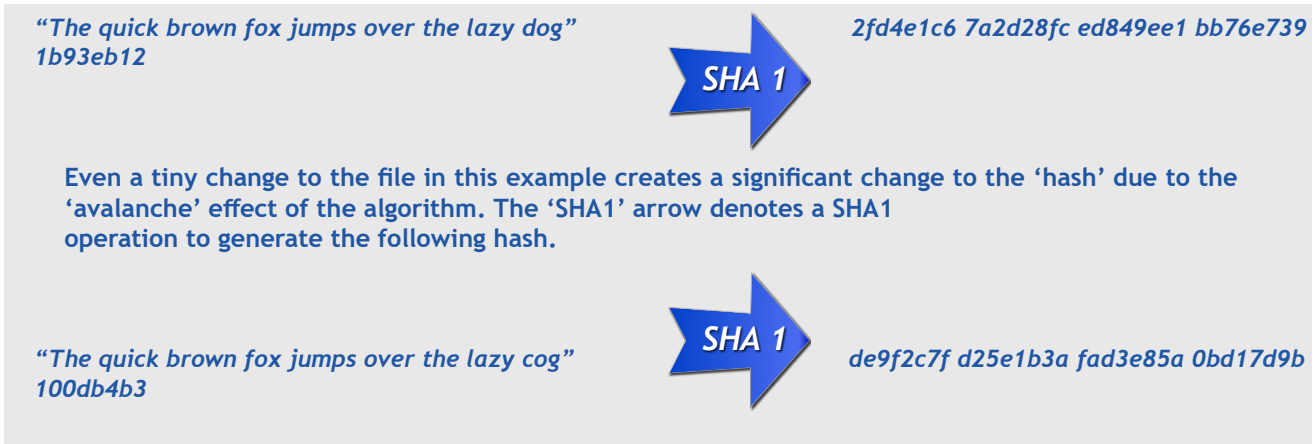 “The quick brown fox jumps over the lazy dog” SHA 1 2fd4e1c6 7a2d28fc ed849ee1 bb76e739
1b93eb12
Even a tiny change to the file in this example creates a significant change to the ‘hash’ due to the
‘avalanche’ effect of the algorithm. The ‘SHA1’ arrow denotes a SHA1
operation to generate the following hash.
“The quick brown fox jumps over the lazy cog” SHA 1 de9f2c7f d25e1b3a fad3e85a 0bd17d9b
100db4b3